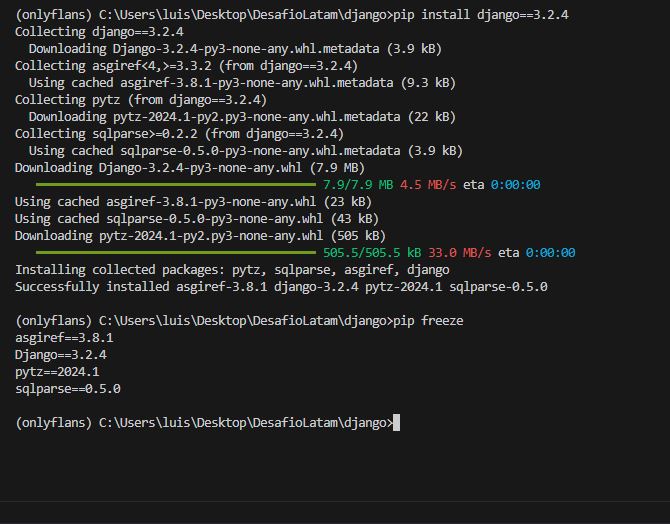 (onlyflans) C:\Users\luis\Desktop\DesafioLatam\django>pip install django==3.2.4
Collecting django==3.2.4
  Downloading Django-3.2.4-py3-none-any.whl.metadata (3.9 kB)
Collecting asgiref<4,>=3.3.2 (from django==3.2.4)
  Using cached asgiref-3.8.1-py3-none-any.whl.metadata (9.3 kB)
Collecting pytz (from django==3.2.4)
  Downloading pytz-2024.1-py2.py3-none-any.whl.metadata (22 kB)
Collecting sqlparse>=0.2.2 (from django==3.2.4)
  Using cached sqlparse-0.5.0-py3-none-any.whl.metadata (3.9 kB)
Downloading Django-3.2.4-py3-none-any.whl (7.9 MB)
7.9/7.9 MB 4.5 MB/s eta 0:00:00
Using cached asgiref-3.8.1-py3-none-any.whl (23 kB)
Using cached sqlparse-0.5.0-py3-none-any.whl (43 kB)
Downloading pytz-2024.1-py2.py3-none-any.whl (505 kB)
505.5/505.5 kB 33.0 MB/s eta 0:00:00
Installing collected packages: pytz, sqlparse, asgiref, django
Successfully installed asgiref-3.8.1 django-3.2.4 pytz-2024.1 sqlparse-0.5.0
(onlyflans) C:\Users\luis\Desktop\DesafioLatam\django>pip freeze
asgiref==3.8.1
Django==3.2.4
pytz==2024.1
sqlparse==0.5.0
(onlyflans) C:\Users\luis\Desktop\DesafioLatam\django>